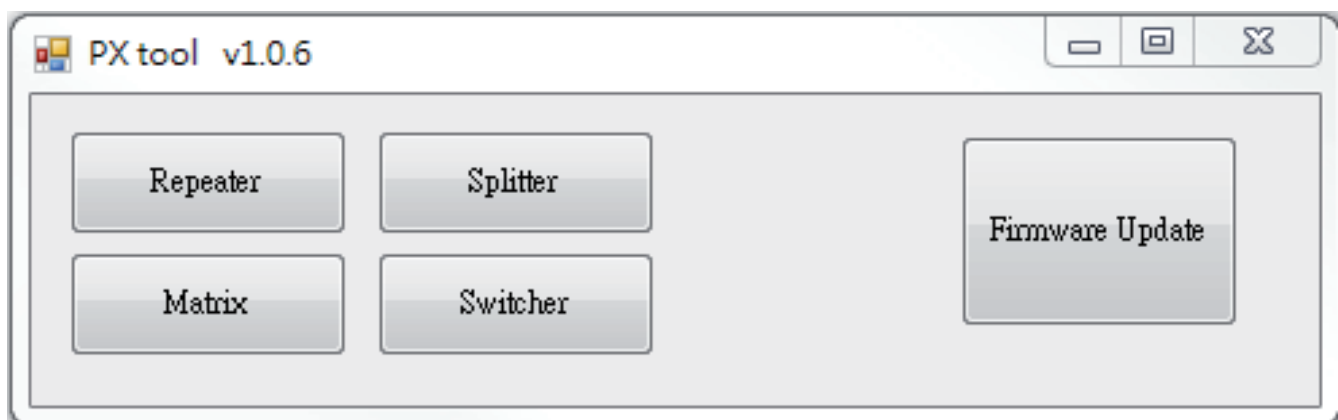 PX tool v1.0.6
Repeater
Splitter
Firmware Update
Matrix
Switcher